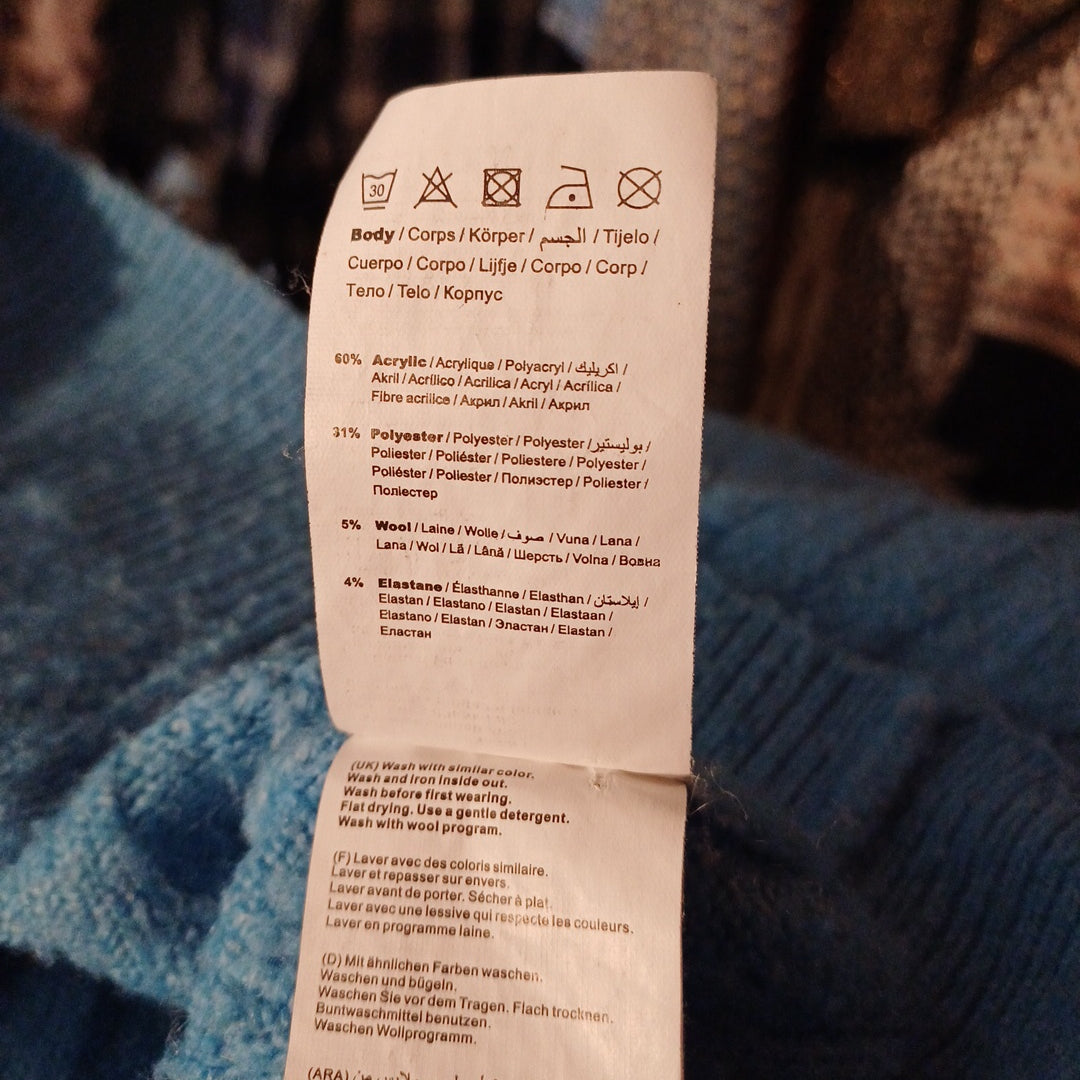 30
Body / Corps / Körper / الجسم / Tijelo /
Cuerpo / Corpo / Lijfje / Corpo / Corp /
Тело / Telo / Корпус
60% Acrylic / Acrylique / Polyacryl / اكريليك /
Akril / Acrílico / Acrilica / Acryl / Acrílica /
Fibre acrilice / Акрил / Akril / Акрил
31% Polyester / Polyester / Polyester / بوليستير /
Poliester / Poliéster / Poliestere / Polyester /
Poliéster / Poliester / Полиэстер / Poliester /
Поліестер
5% Wool / Laine / Wolle / صوف / Vuna / Lana /
Lana / Wol / Lã / Lână / Шерсть / Volna / Вовна
4% Elastane / Élasthanne / Elasthan / إيلاستان /
Elastan / Elastano / Elastan / Elastaan /
Elastano / Elastan / Эластан / Elastan /
Еластан
(UK) Wash with similar color.
Wash and iron inside out.
Wash before first wearing.
Flat drying. Use a gentle detergent.
Wash with wool program.
(F) Laver avec des coloris similaire.
Laver et repasser sur envers.
Laver avant de porter. Sécher à plat.
Laver avec une lessive qui respecte les couleurs.
Laver en programme laine.
(D) Mit ähnlichen Farben waschen.
Waschen und bügeln.
Waschen Sie vor dem Tragen. Flach trocknen.
Buntwaschmittel benutzen.
Waschen Wollprogramm.
(ARA)